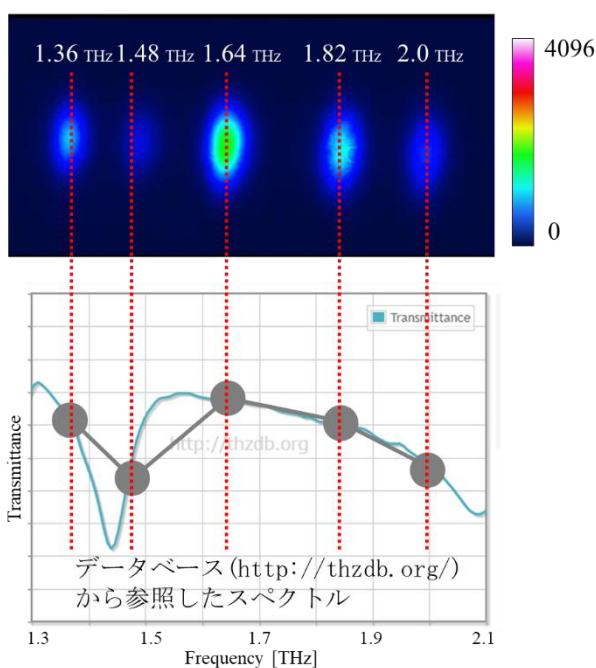 1.36 THz 1.48 THz 1.64 THz 1.82 THz 2.0 THz
4096
0
Transmittance
http://thzdb.org
Transmittance
データベース(http://thzdb.org/)
から参照したスペクトル
1.3 1.5 1.7 1.9 2.1
Frequency [THz]